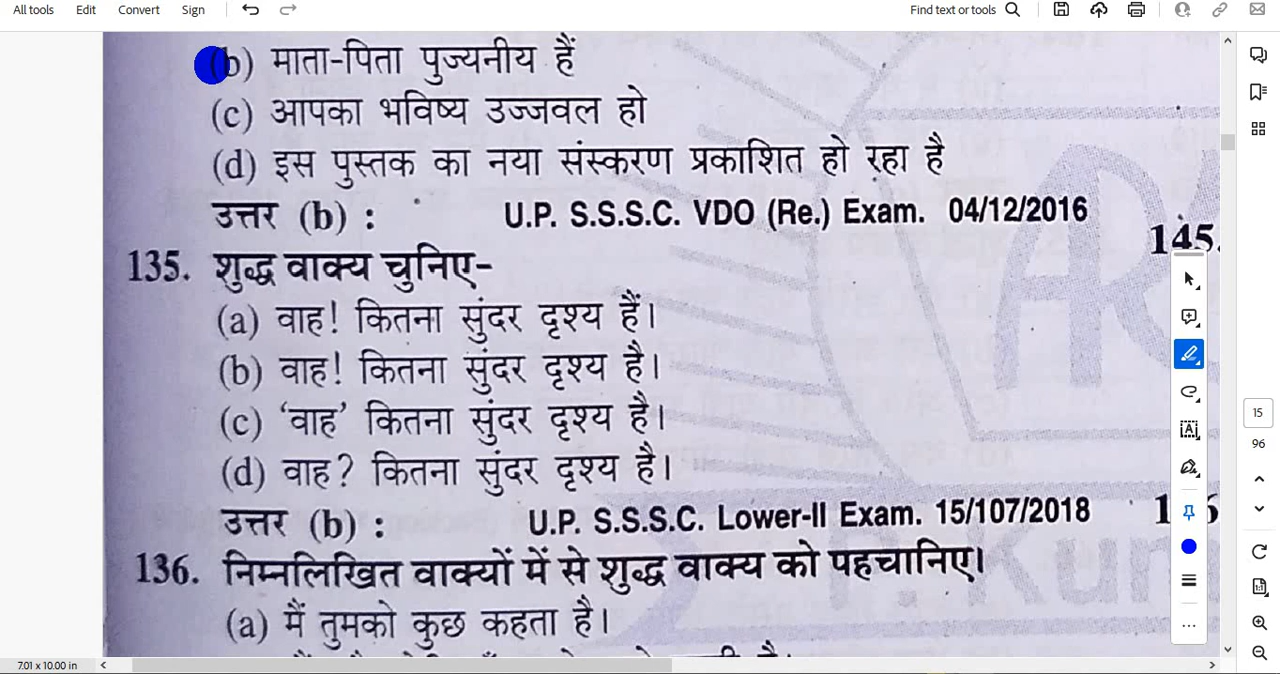 All tools Edit Convert Sign Find text or tools
(b) माता-पिता पुज्यनीय हैं
(c) आपका भविष्य उज्जवल हो
(d) इस पुस्तक का नया संस्करण प्रकाशित हो रहा है
उत्तर (b) : U.P. S.S.S.C. VDO (Re.) Exam. 04/12/2016
145.
135. शुद्ध वाक्य चुनिए-
(a) वाह! कितना सुंदर दृश्य हैं।
(b) वाह! कितना सुंदर दृश्य है।
(c) ‘वाह’ कितना सुंदर दृश्य है।
(d) वाह? कितना सुंदर दृश्य है।
उत्तर (b) : U.P. S.S.S.C. Lower-II Exam. 15/107/2018
136. निम्नलिखित वाक्यों में से शुद्ध वाक्य को पहचानिए।
(a) मैं तुमको कुछ कहता है।
15
96
7.01 x 10.00 in